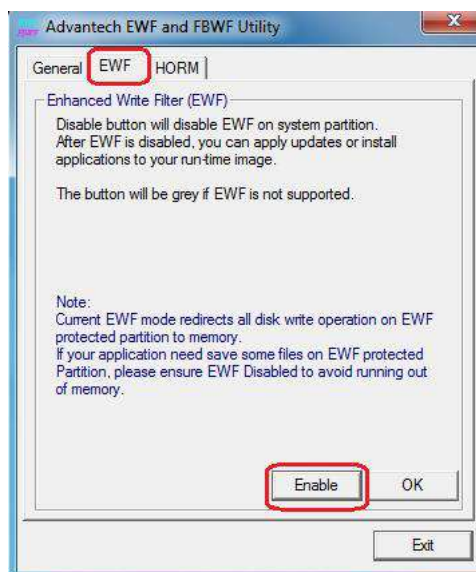 Advantech EWF and FBWF Utility
General EWF HORM
Enhanced Write Filter (EWF)
Disable button will disable EWF on system partition.
After EWF is disabled, you can apply updates or install
applications to your run-time image.
The button will be grey if EWF is not supported.
Note:
Current EWF mode redirects all disk write operation on EWF
protected partition to memory.
If your application need save some files on EWF protected
Partition, please ensure EWF Disabled to avoid running out
of memory.
Enable OK
Exit